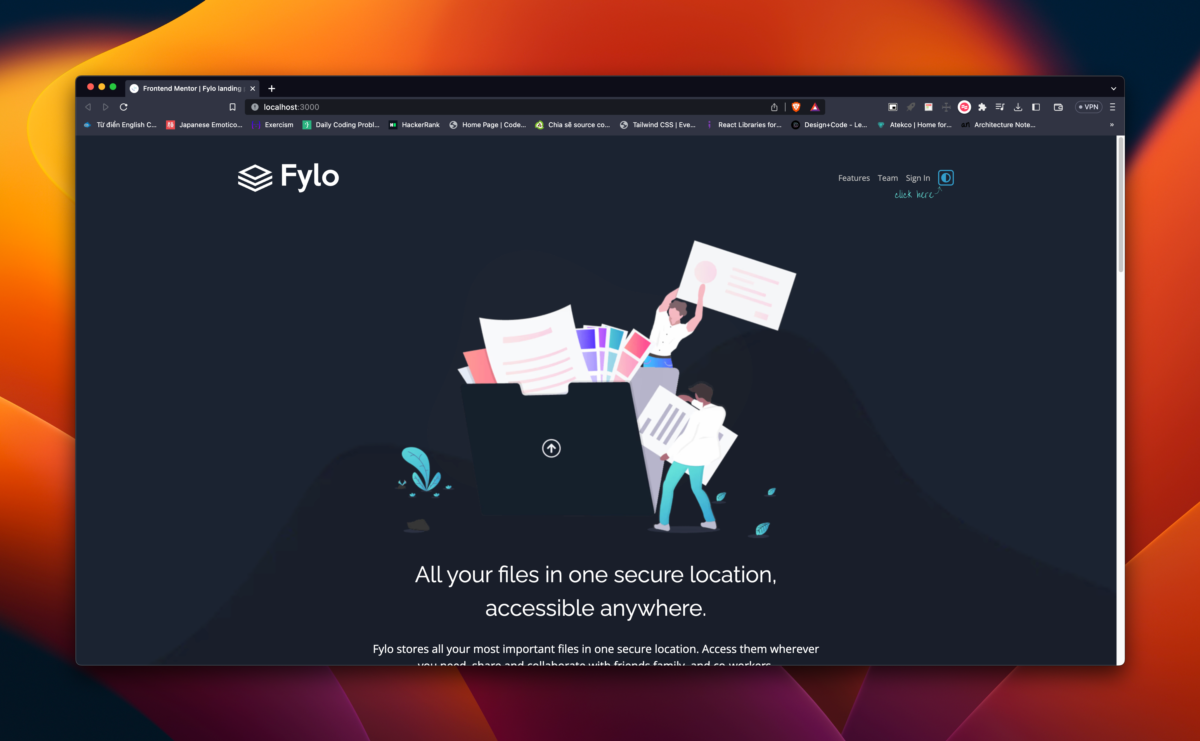 Frontend Mentor | Fylo landing
localhost:3000
VPN
Từ điển English C...
Japanese Emotico...
Exercism
Daily Coding Probl...
HackerRank
Home Page | Code...
Chia sẽ source co...
Tailwind CSS | Eve...
React Libraries for...
Design+Code - Le...
Atekco | Home for...
Architecture Note...
Fylo
Features Team Sign In
click here
All your files in one secure location,
accessible anywhere.
Fylo stores all your most important files in one secure location. Access them wherever
you need, share and collaborate with friends family, and co-workers.